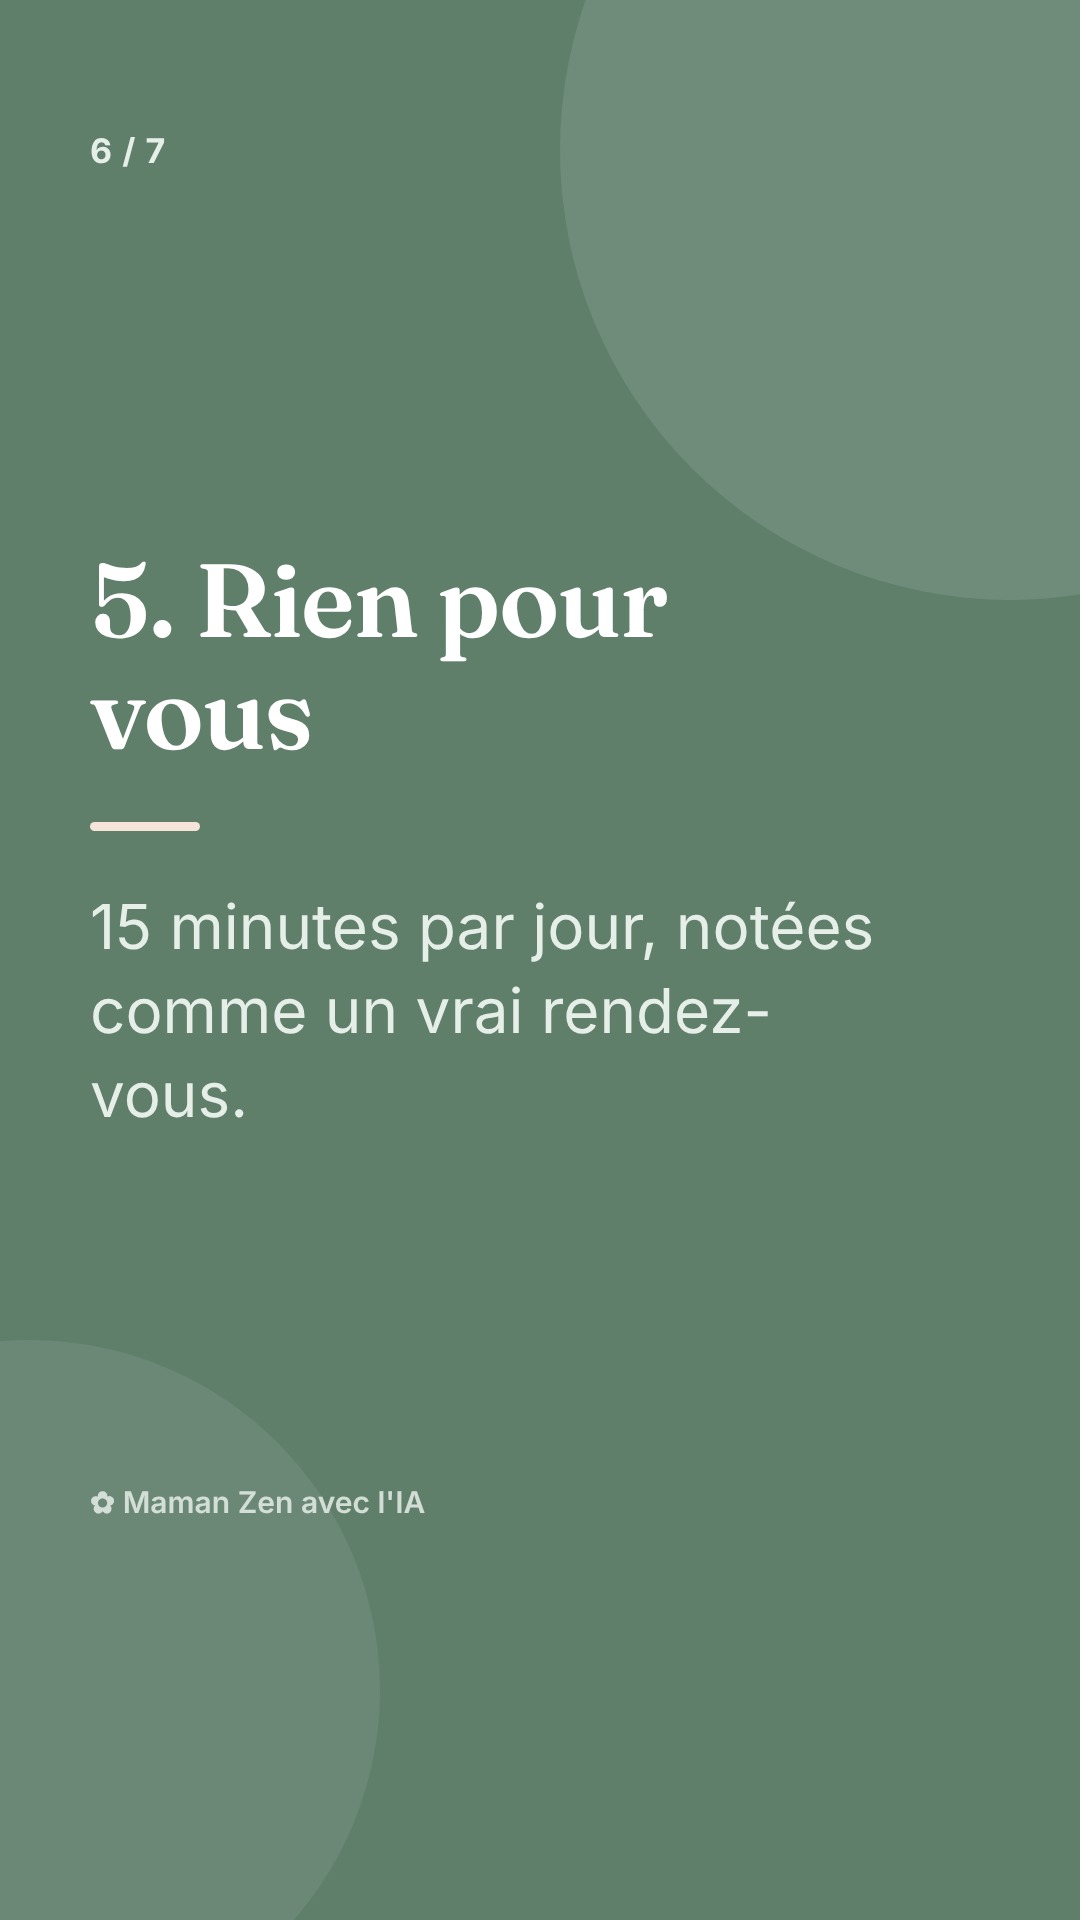 6 / 7
5. Rien pour
vous
15 minutes par jour, notées
comme un vrai rendez-
vous.
✿ Maman Zen avec l'IA